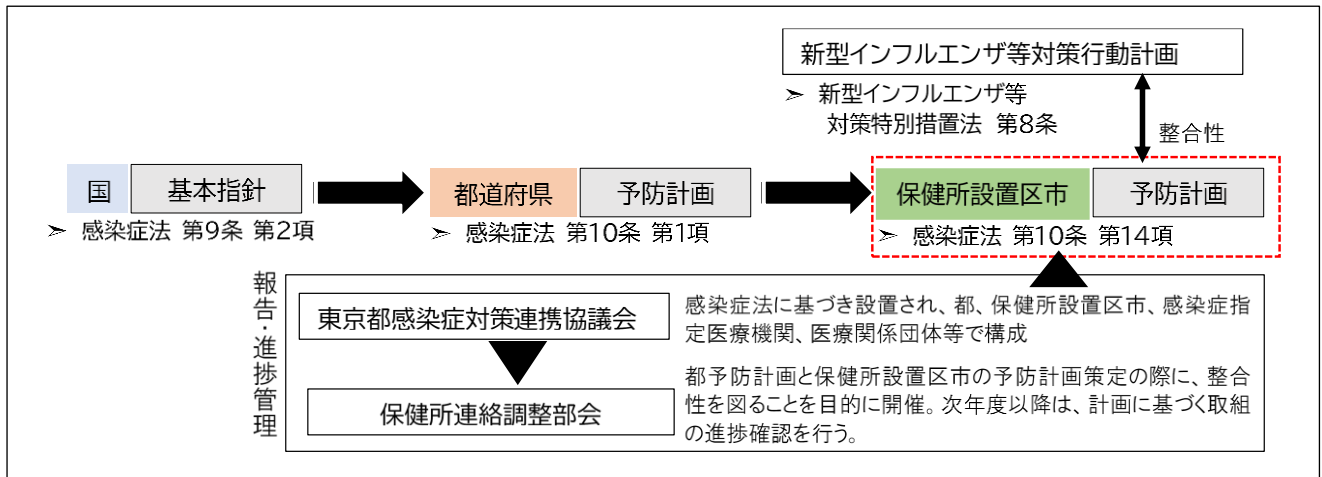 新型インフルエンザ等対策行動計画
➢ 新型インフルエンザ等
対策特別措置法 第8条
整合性
国 基本指針
都道府県 予防計画
保健所設置区市 予防計画
➢ 感染症法 第9条 第2項
➢ 感染症法 第10条 第1項
➢ 感染症法 第10条 第14項
報告・進捗管理
東京都感染症対策連携協議会
感染症法に基づき設置され、都、保健所設置区市、感染症指
定医療機関、医療関係団体等で構成
保健所連絡調整部会
都予防計画と保健所設置区市の予防計画策定の際に、整合
性を図ることを目的に開催。次年度以降は、計画に基づく取組
の進捗確認を行う。